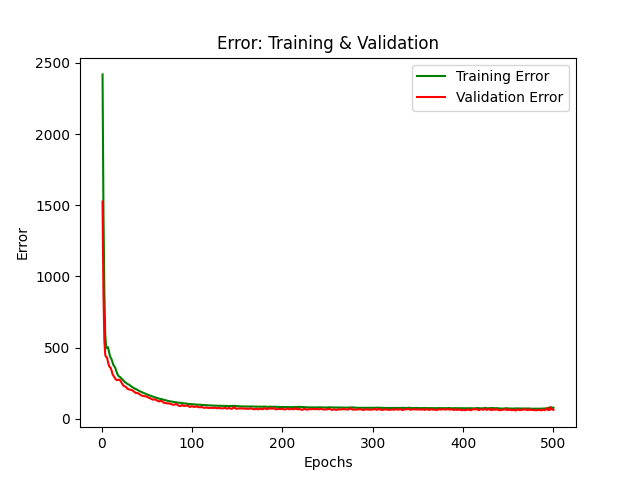 Error: Training & Validation
Training Error
Validation Error
Error
2500
2000
1500
1000
500
0
0 100 200 300 400 500
Epochs